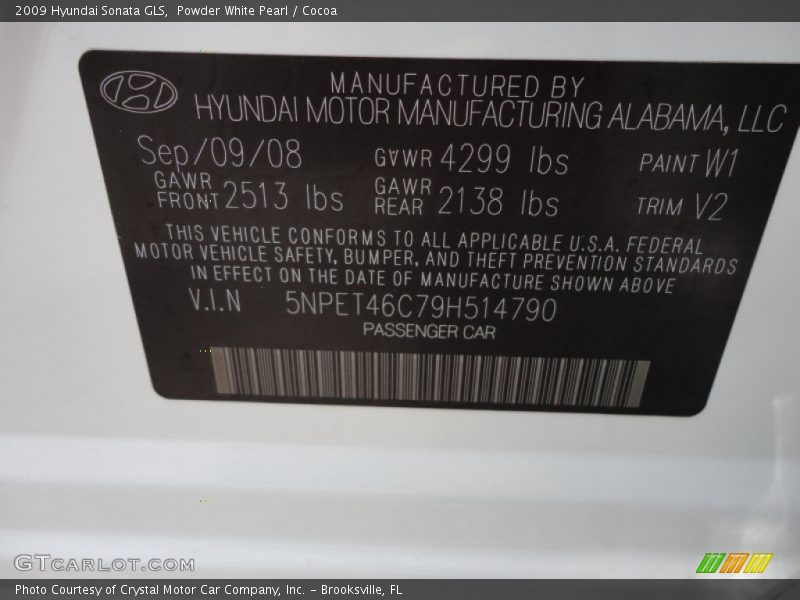 2009 Hyundai Sonata GLS, Powder White Pearl / Cocoa
MANUFACTURED BY
HYUNDAI MOTOR MANUFACTURING ALABAMA, LLC
Sep/09/08 GVWR 4299 lbs PAINT W1
GAWR FRONT 2513 lbs GAWR REAR 2138 lbs TRIM V2
THIS VEHICLE CONFORMS TO ALL APPLICABLE U.S.A. FEDERAL
MOTOR VEHICLE SAFETY, BUMPER, AND THEFT PREVENTION STANDARDS
IN EFFECT ON THE DATE OF MANUFACTURE SHOWN ABOVE
V.I.N 5NPET46C79H514790
PASSENGER CAR
GTCARLOT.COM
Photo Courtesy of Crystal Motor Car Company, Inc. – Brooksville, FL